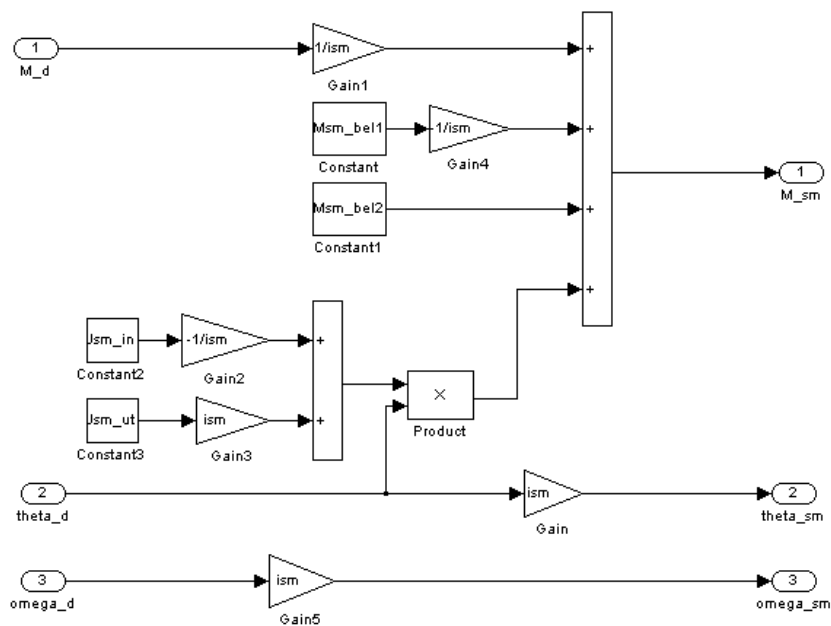 1
M_d
1/ism
Gain1
+
Msm_bel1
Constant
1/ism
Gain4
+
Msm_bel2
Constant1
+
1
M_sm
+
Jsm_in
Constant2
-1/ism
Gain2
+
Jsm_ut
Constant3
ism
Gain3
+
×
Product
2
theta_d
ism
Gain
2
theta_sm
3
omega_d
ism
Gain5
3
omega_sm